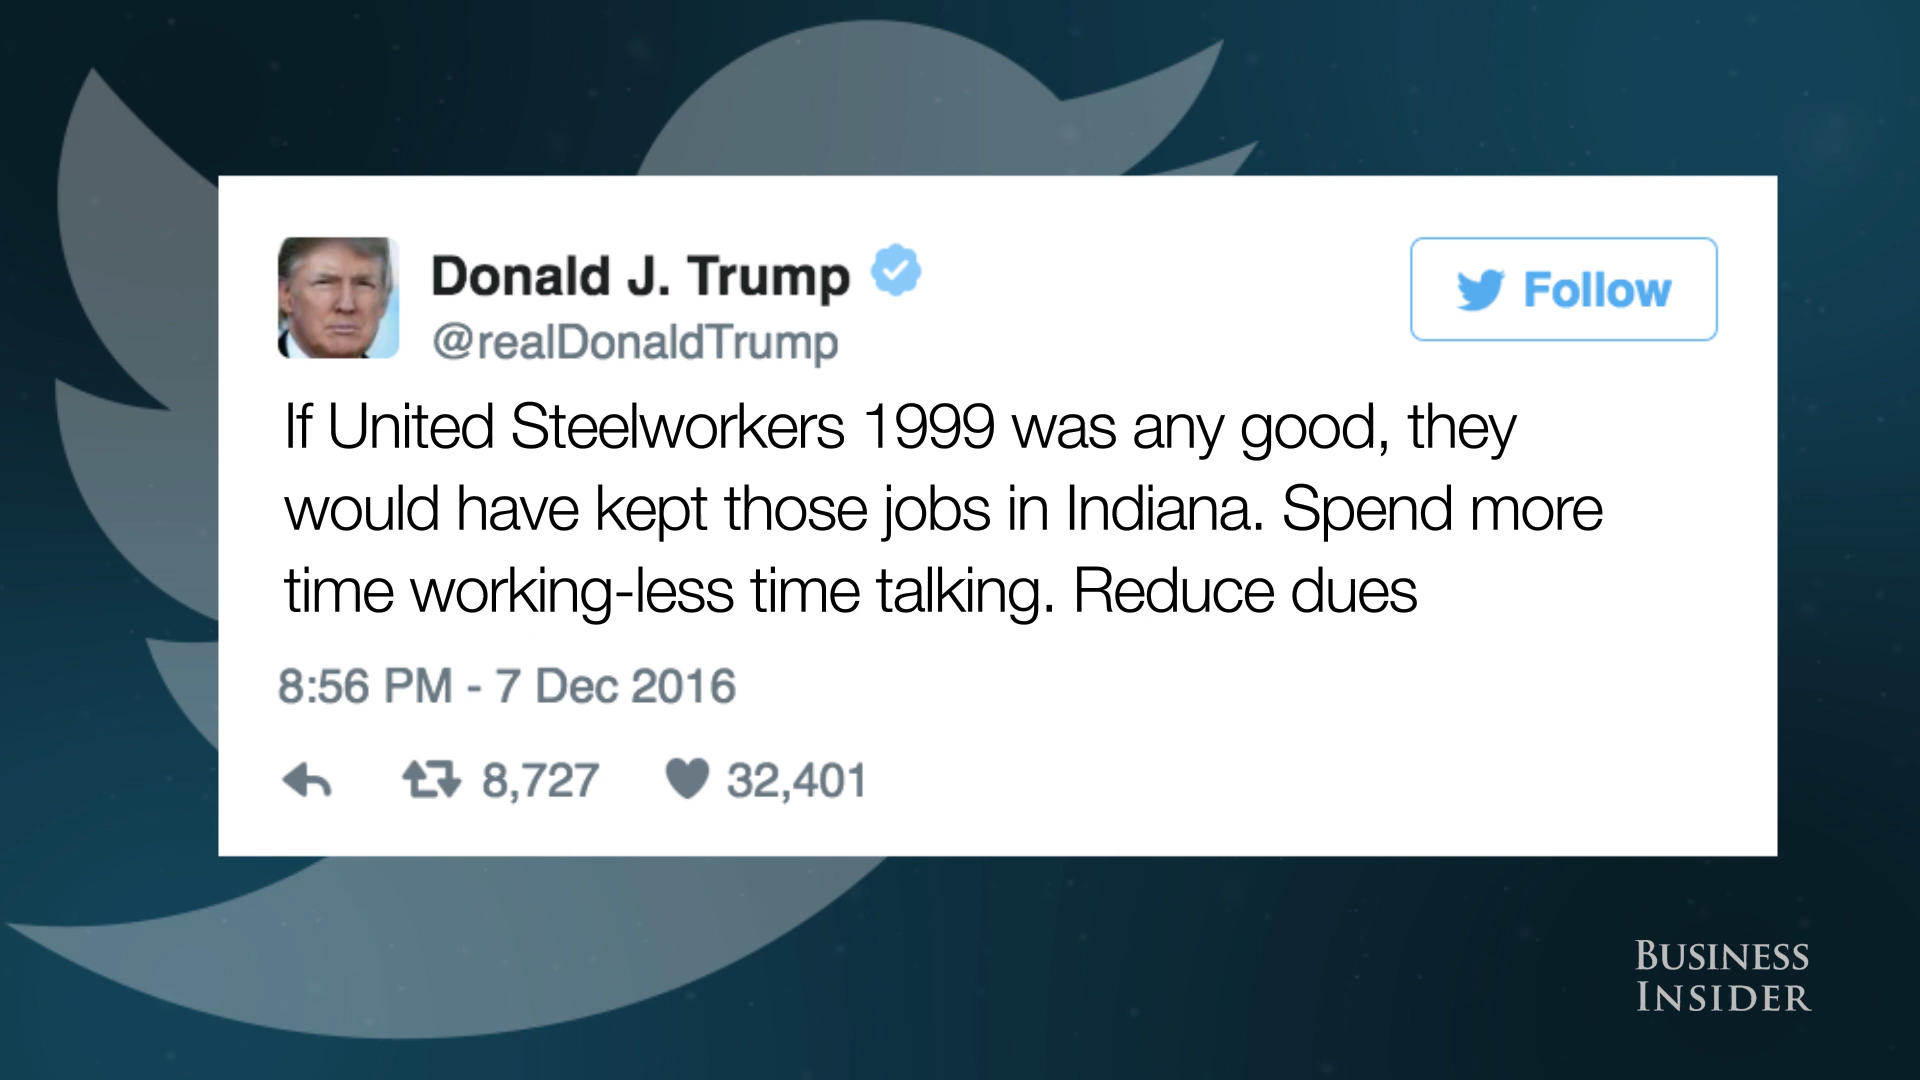 Donald J. Trump
@realDonaldTrump
Follow
If United Steelworkers 1999 was any good, they
would have kept those jobs in Indiana. Spend more
time working-less time talking. Reduce dues
8:56 PM - 7 Dec 2016
8,727 32,401
BUSINESS
INSIDER